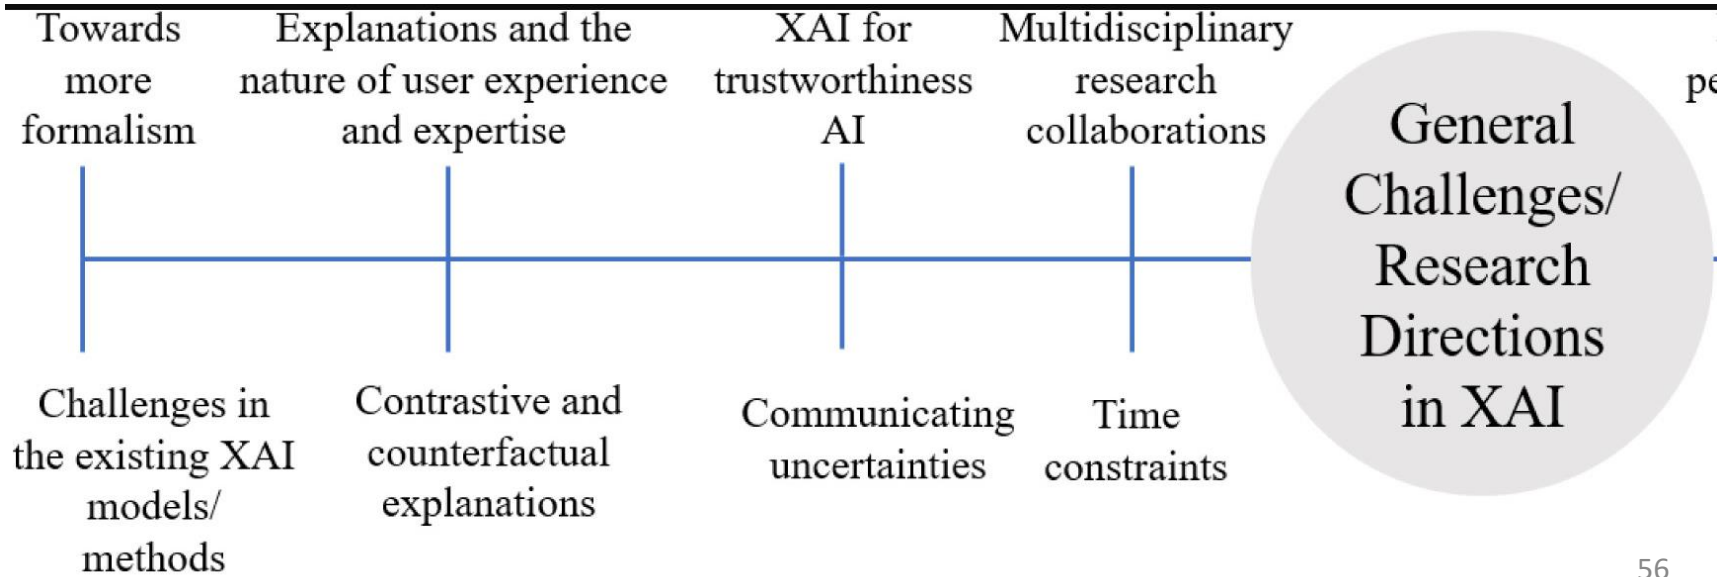 Towards
more
formalism
Explanations and the
nature of user experience
and expertise
XAI for
trustworthiness
AI
Multidisciplinary
research
collaborations
General
Challenges/
Research
Directions
in XAI
Challenges in
the existing XAI
models/
methods
Contrastive and
counterfactual
explanations
Communicating
uncertainties
Time
constraints
56